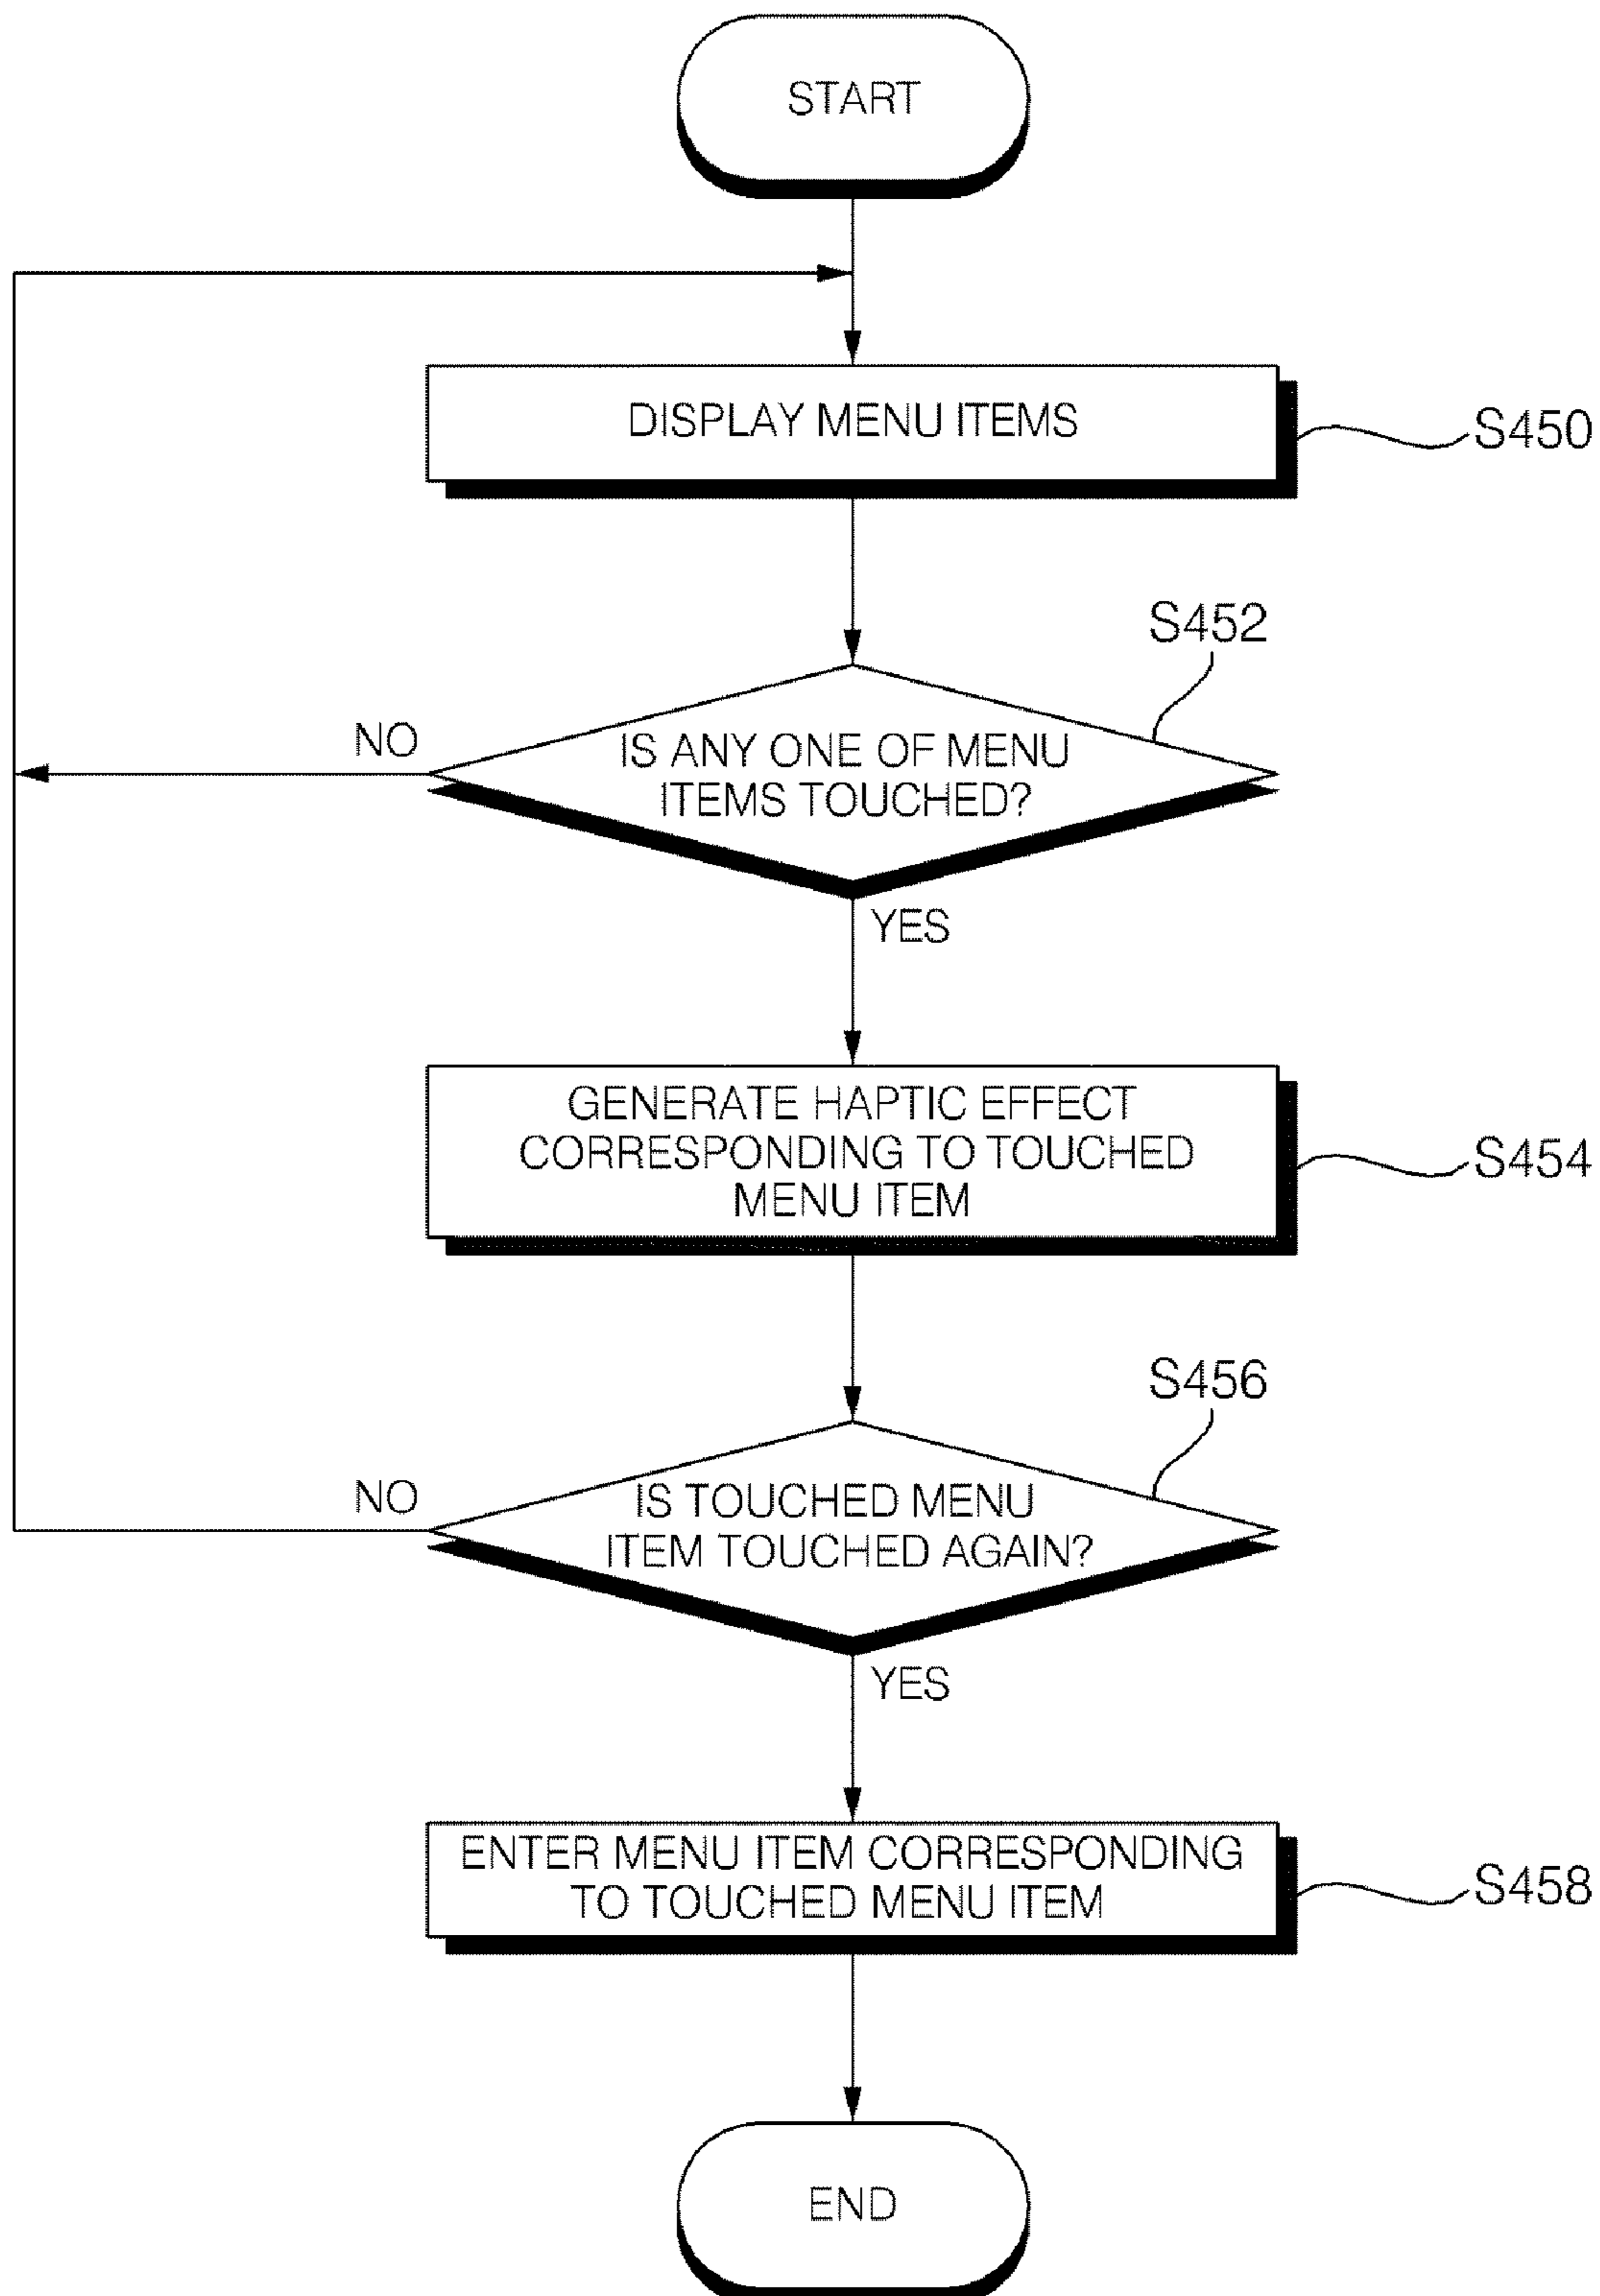 START
DISPLAY MENU ITEMS
S450
S452
NO
IS ANY ONE OF MENU
ITEMS TOUCHED?
YES
GENERATE HAPTIC EFFECT
CORRESPONDING TO TOUCHED
MENU ITEM
S454
S456
NO
IS TOUCHED MENU
ITEM TOUCHED AGAIN?
YES
ENTER MENU ITEM CORRESPONDING
TO TOUCHED MENU ITEM
S458
END